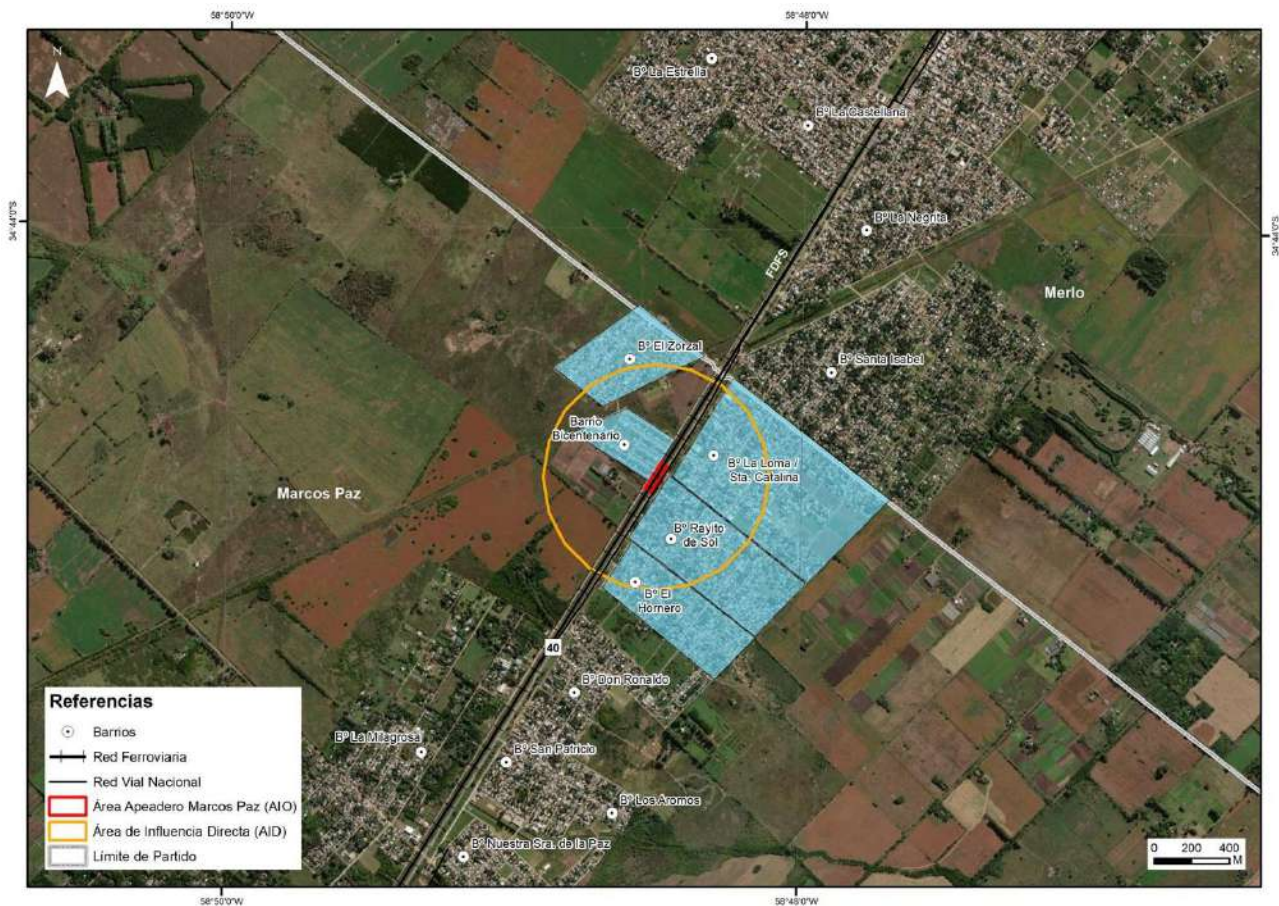 58°50'0"W
58°48'0"W
N
Bº La Estrella
Bº La Castellana
34°44'0"S
34°44'0"S
Bº La Negrita
FDFS
Merlo
Bº El Zorzal
Bº Santa Isabel
Barrio
Bicentenario
Bº La Loma /
Sta. Catalina
Marcos Paz
Bº Rayito
de Sol
Bº El
Hornero
40
Bº Don Ronaldo
Bº La Milagrosa
Bº San Patricio
Bº Los Aromos
Bº Nuestra Sra. de la Paz
Referencias
Barrios
Red Ferroviaria
Red Vial Nacional
Área Apeadero Marcos Paz (AIO)
Área de Influencia Directa (AID)
Límite de Partido
0 200 400
M
58°50'0"W
58°48'0"W